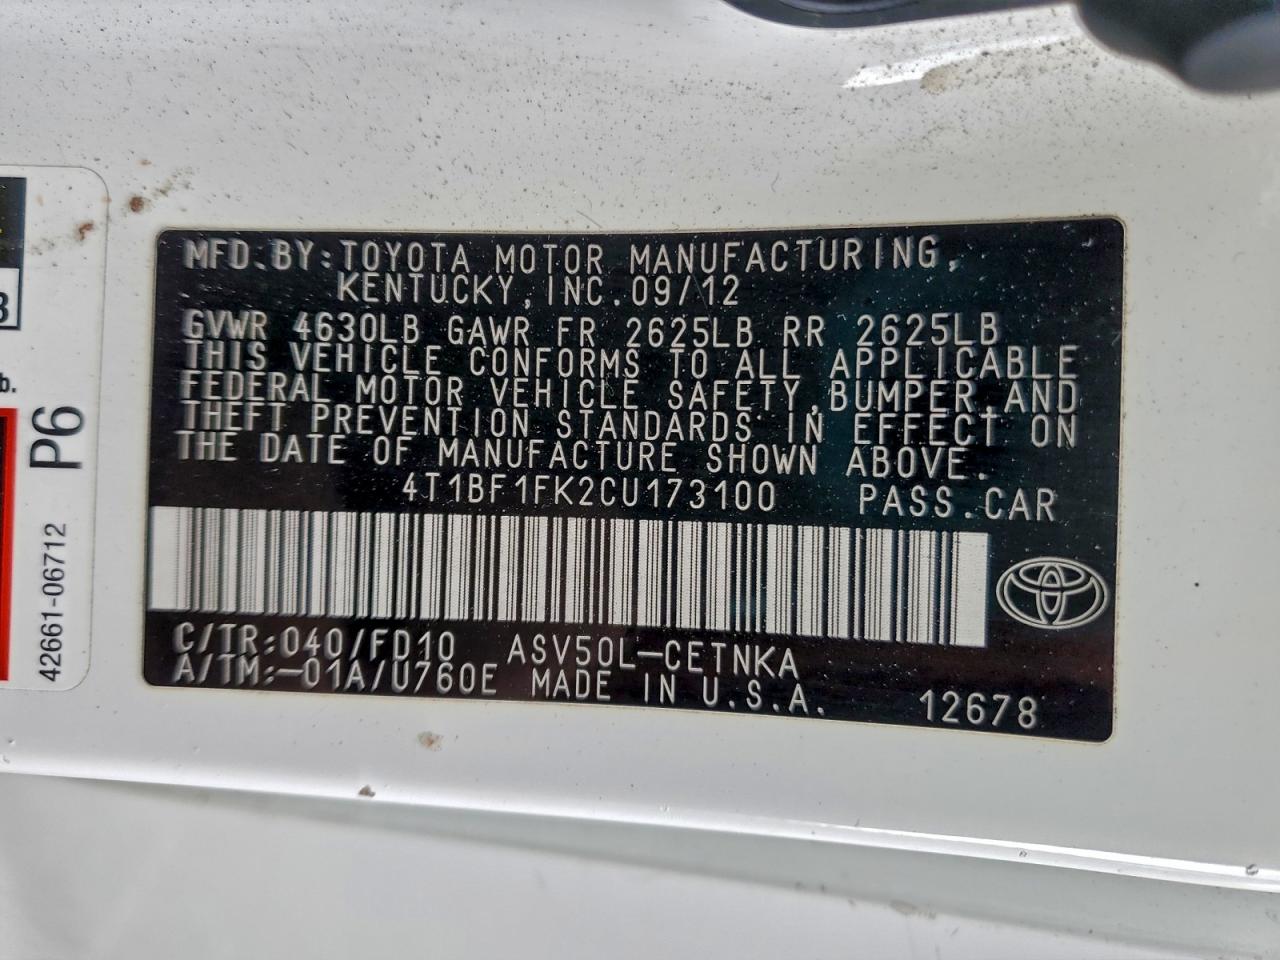 MFD.BY:TOYOTA MOTOR MANUFACTURING,
KENTUCKY,INC.09/12
GVWR 4630LB GAWR FR 2625LB RR 2625LB
THIS VEHICLE CONFORMS TO ALL APPLICABLE
FEDERAL MOTOR VEHICLE SAFETY,BUMPER,AND
THEFT PREVENTION STANDARDS IN EFFECT ON
THE DATE OF MANUFACTURE SHOWN ABOVE.
4T1BF1FK2CU173100 PASS.CAR
C/TR:040/FD10 ASV50L-CETNKA
A/TM:-01A/U760E MADE IN U.S.A. 12678
3
b.
P6
42661-06712